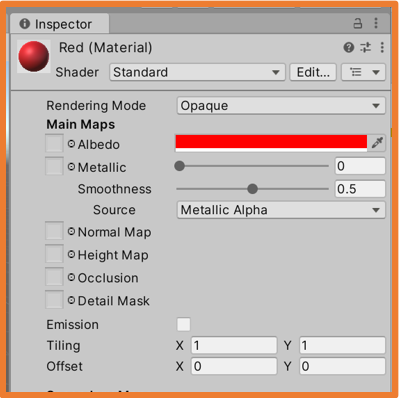 Inspector
Red (Material)
Shader Standard Edit...
Rendering Mode Opaque
Main Maps
Albedo
Metallic 0
Smoothness 0.5
Source Metallic Alpha
Normal Map
Height Map
Occlusion
Detail Mask
Emission
Tiling X 1 Y 1
Offset X 0 Y 0